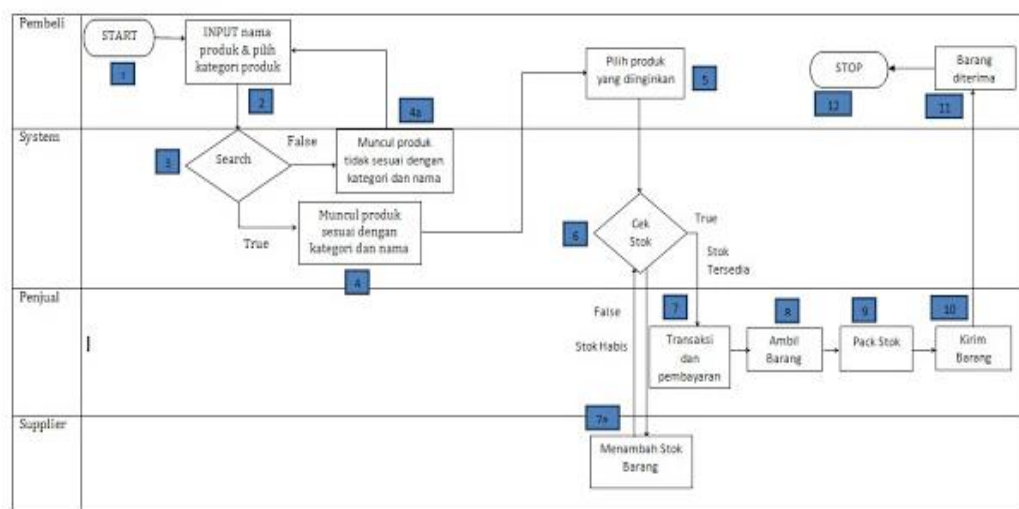 Pembeli
START
1
INPUT nama
produk & pilih
kategori produk
2
4a
Pilih produk
yang diinginkan
5
STOP
12
Barang
diterima
11
System
3
Search
False
Muncul produk
tidak sesuai dengan
kategori dan nama
True
Muncul produk
sesuai dengan
kategori dan nama
4
6
Cek
Stok
True
Stok
Tersedia
Penjual
False
Stok Habis
7
Transaksi
dan
pembayaran
8
Ambil
Barang
9
Pack Stok
10
Kirim
Barang
Supplier
7a
Menambah Stok
Barang